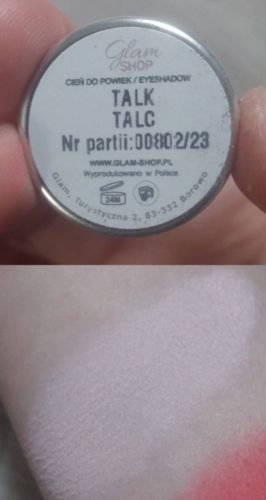 Glam
SHOP
CIEŃ DO POWIEK / EYESHADOW
TALK
TALC
Nr partii:00802/23
WWW.GLAM-SHOP.PL
Wyprodukowano w Polsce
24M
Glam, Turystyczna 2, 83-332 Borowo